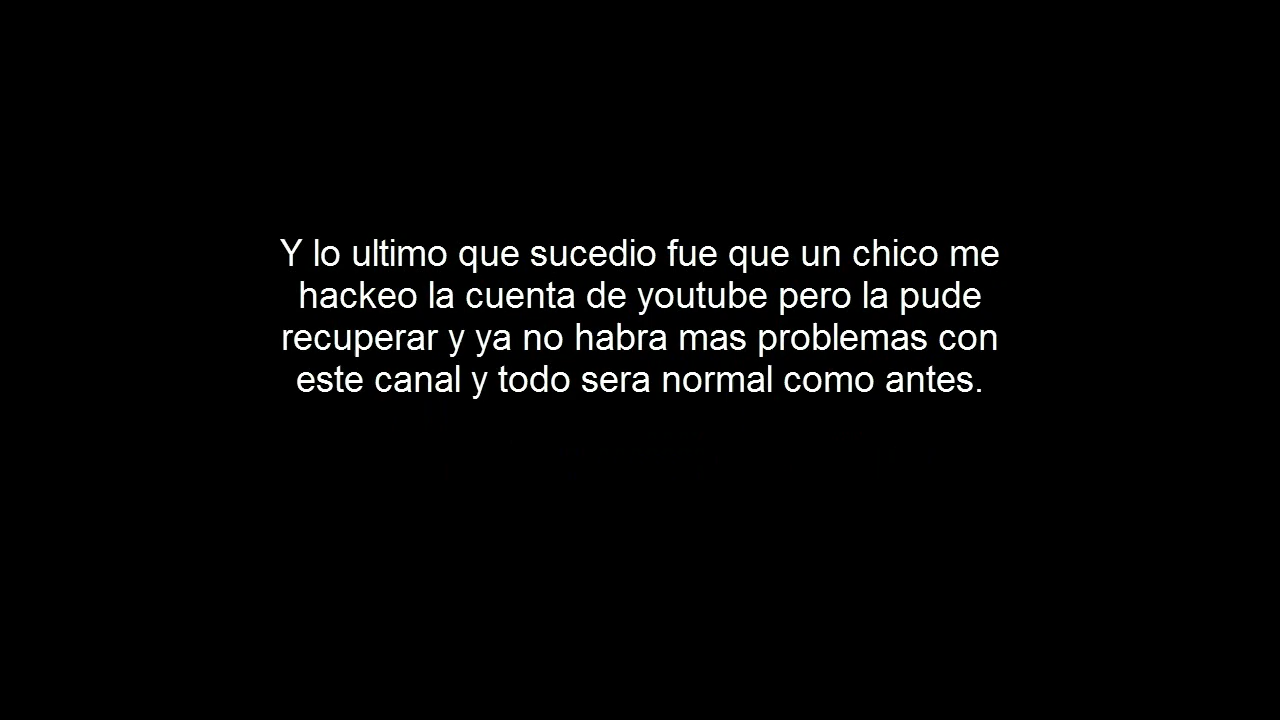 Y lo ultimo que sucedio fue que un chico me
hackeo la cuenta de youtube pero la pude
recuperar y ya no habra mas problemas con
este canal y todo sera normal como antes.